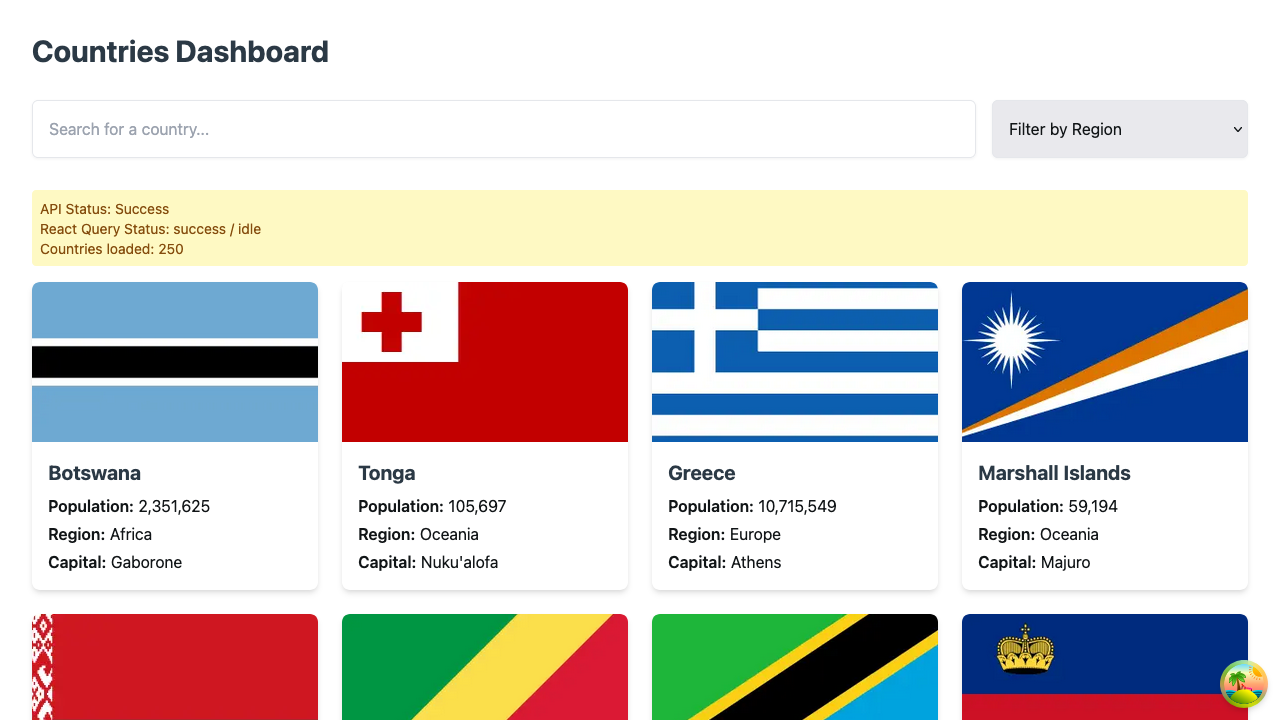 Countries Dashboard
Search for a country...
Filter by Region
API Status: Success
React Query Status: success / idle
Countries loaded: 250
Botswana
Population: 2,351,625
Region: Africa
Capital: Gaborone
Tonga
Population: 105,697
Region: Oceania
Capital: Nuku'alofa
Greece
Population: 10,715,549
Region: Europe
Capital: Athens
Marshall Islands
Population: 59,194
Region: Oceania
Capital: Majuro